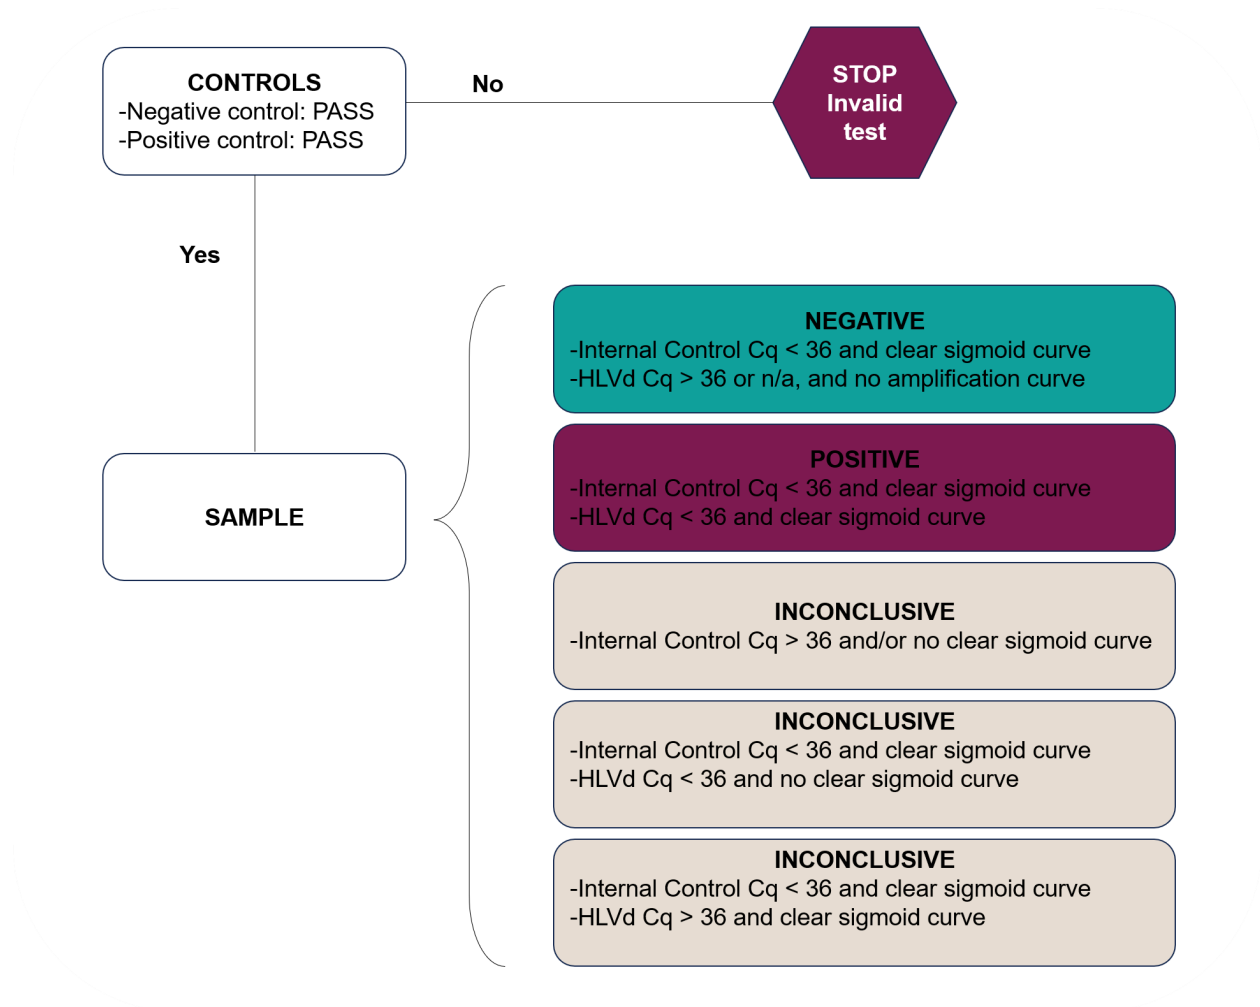 CONTROLS
-Negative control: PASS
-Positive control: PASS
No
STOP
Invalid
test
Yes
SAMPLE
NEGATIVE
-Internal Control Cq < 36 and clear sigmoid curve
-HLVd Cq > 36 or n/a, and no amplification curve
POSITIVE
-Internal Control Cq < 36 and clear sigmoid curve
-HLVd Cq < 36 and clear sigmoid curve
INCONCLUSIVE
-Internal Control Cq > 36 and/or no clear sigmoid curve
INCONCLUSIVE
-Internal Control Cq < 36 and clear sigmoid curve
-HLVd Cq < 36 and no clear sigmoid curve
INCONCLUSIVE
-Internal Control Cq < 36 and clear sigmoid curve
-HLVd Cq > 36 and clear sigmoid curve